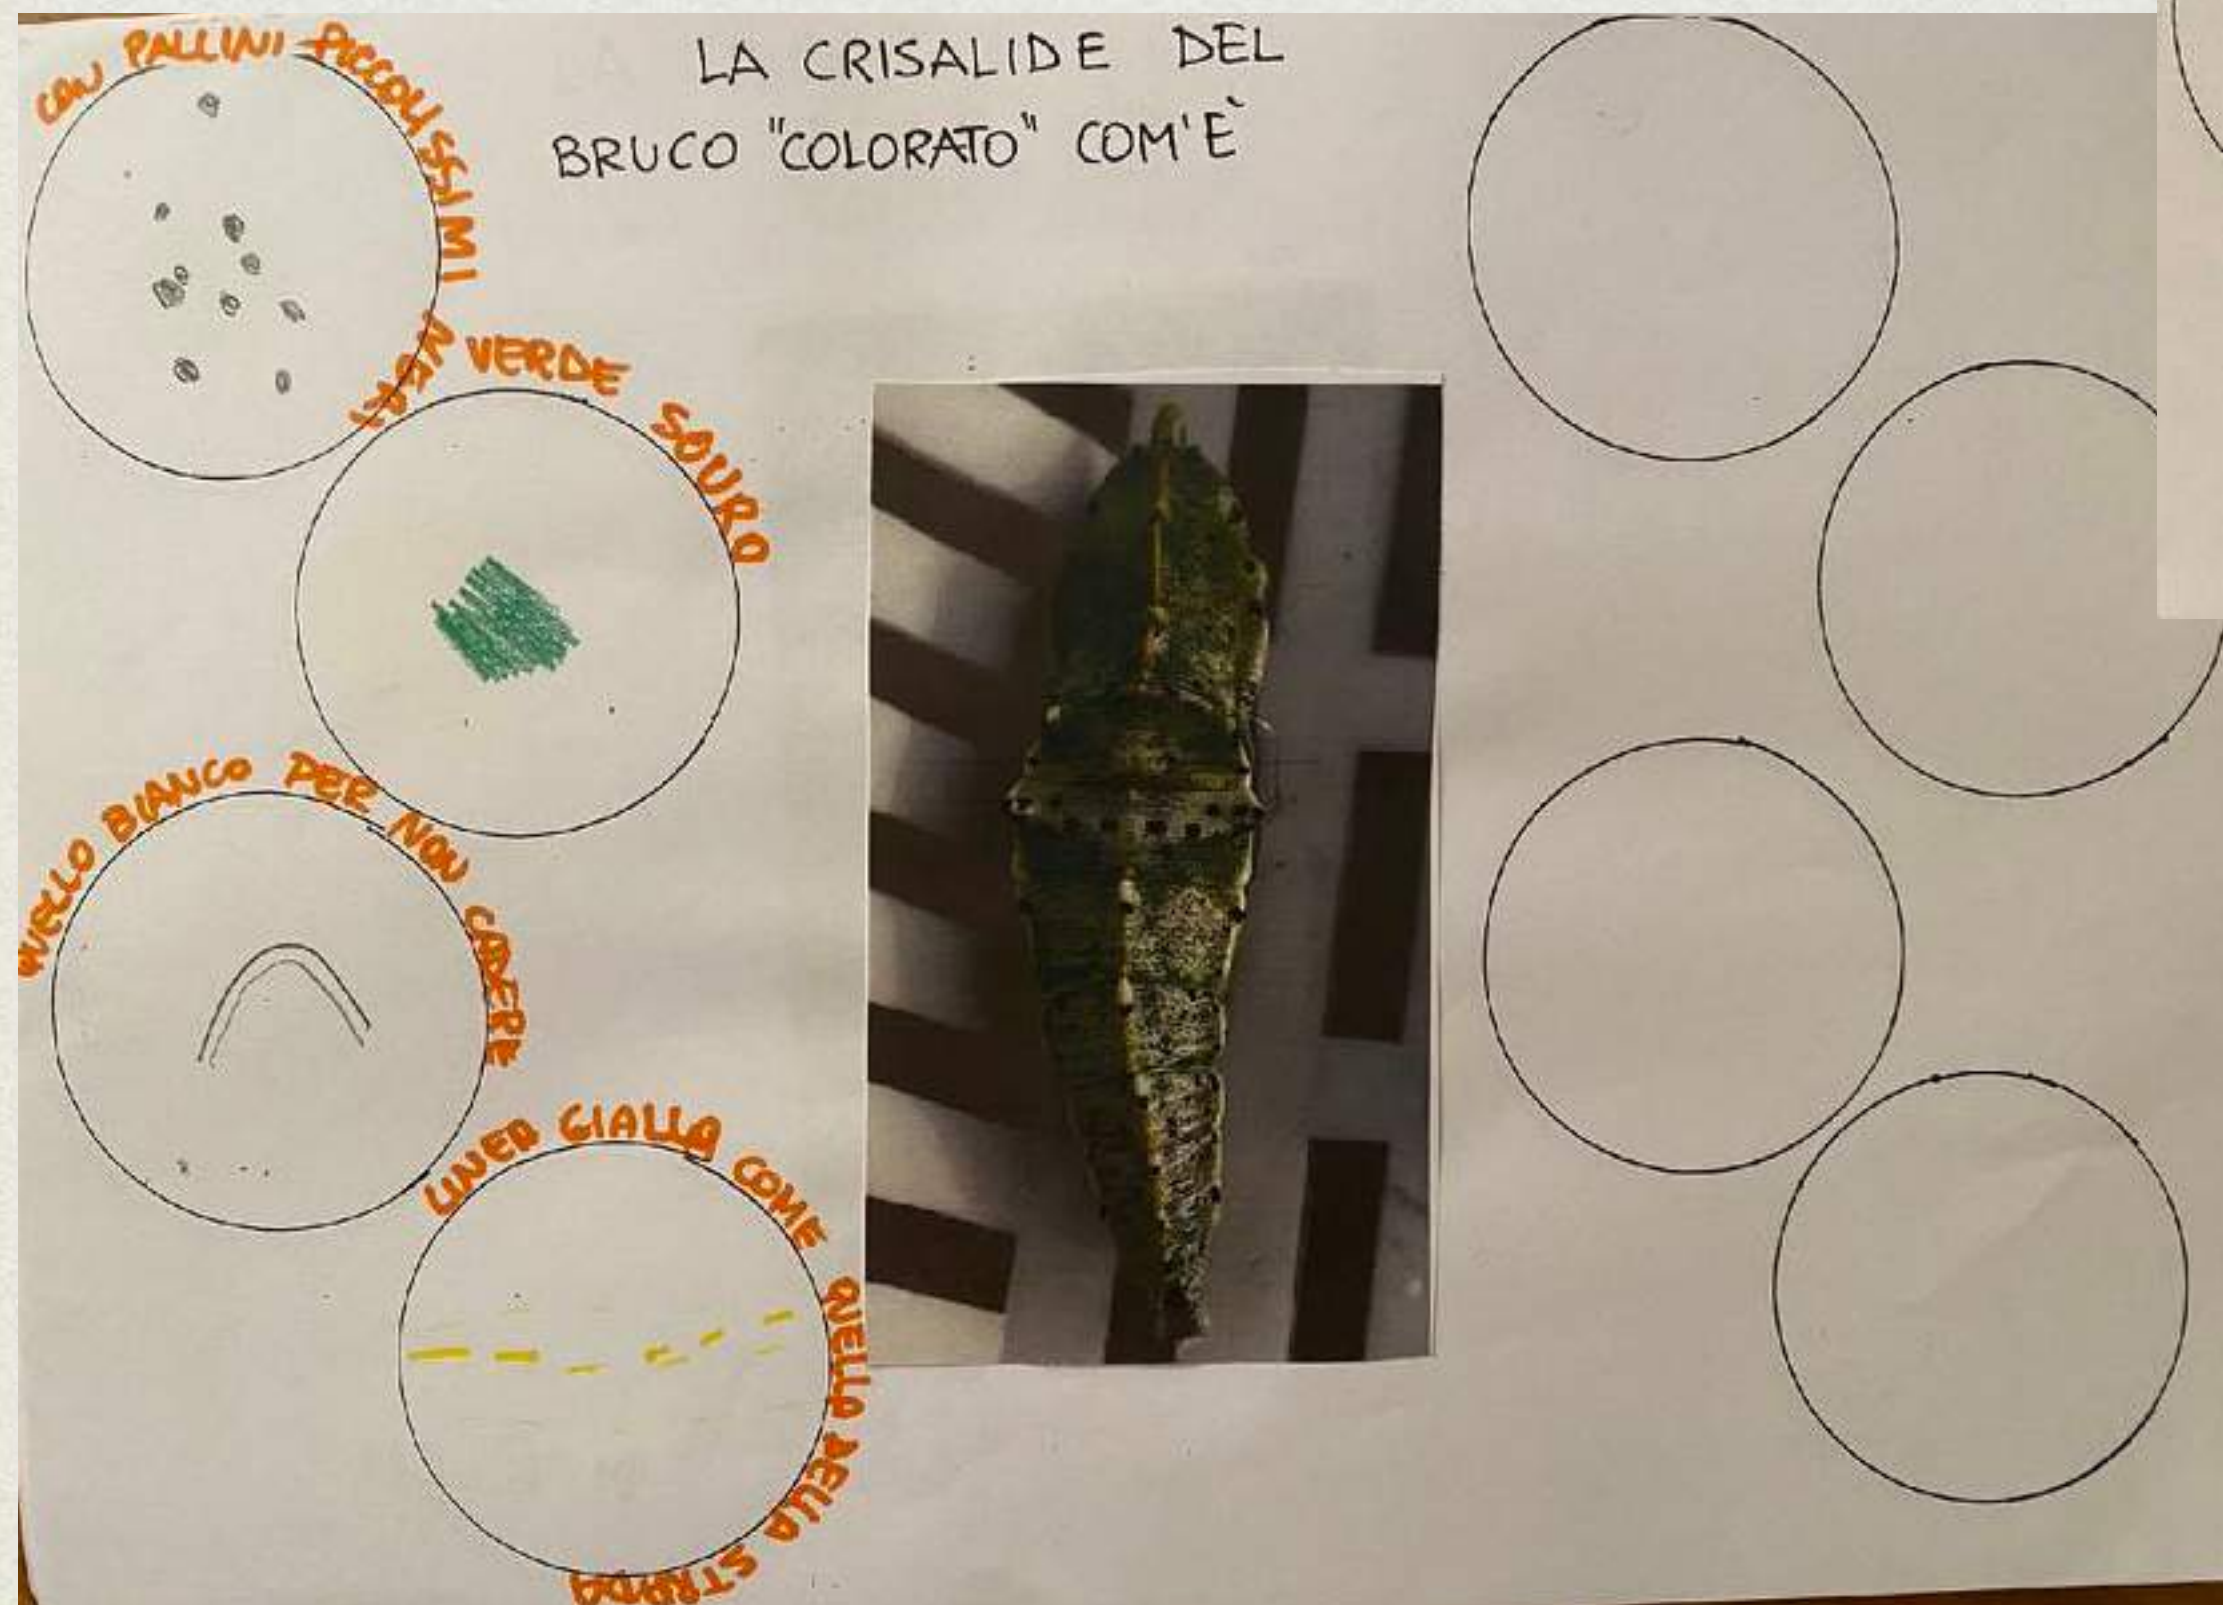 LA CRISALIDE DEL
BRUCO "COLORATO" COM'È
CON PALLINI PICCOLISSIMI NERI
VERDE SCURO
QUELLO BIANCO PER NON CADERE
LINEA GIALLA COME QUELLA DELLA STRADA